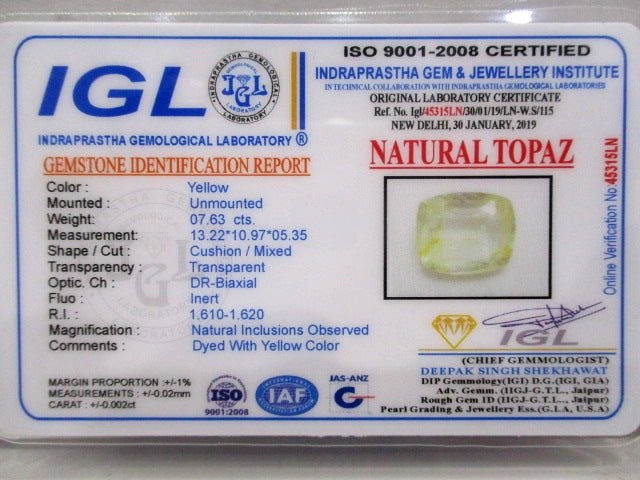 IGL
INDRAPRASTHA GEMOLOGICAL LABORATORY
IGL
LABORATORY
INDRAPRASTHA GEMOLOGICAL LABORATORY ®
GEMSTONE IDENTIFICATION REPORT
Color : Yellow
Mounted : Unmounted
Weight: 07.63 cts.
Measurement: 13.22*10.97*05.35
Shape / Cut : Cushion / Mixed
Transparency : Transparent
Optic. Ch : DR-Biaxial
Fluo : Inert
R.I. : 1.610-1.620
Magnification : Natural Inclusions Observed
Comments : Dyed With Yellow Color
MARGIN PROPORTION :+/-1%
MEASUREMENTS : +/-0.02mm
CARAT : +/-0.002ct
ISO
9001:2008
INTERNATIONAL
IAF
JAS-ANZ
ISO 9001-2008 CERTIFIED
INDRAPRASTHA GEM & JEWELLERY INSTITUTE
IN TECHNICAL COLLABORATION WITH INDRAPRASTHA GEMOLOGICAL LABORATORIES
ORIGINAL LABORATORY CERTIFICATE
Ref. No. Igl/45315LN/30/01/19/LN-W.S/115
NEW DELHI, 30 JANUARY, 2019
NATURAL TOPAZ
Online Verification No 45315LN
IGL
(CHIEF GEMMOLOGIST)
DEEPAK SINGH SHEKHAWAT
DIP Gemmology(IGI) D.G.(IGI, GIA)
Adv. Gemm. (IIGJ-G.T.L., Jaipur)
Rough Gem ID (IIGJ-G.T.L., Jaipur)
Pearl Grading & Jewellery Ess.(G.I.A, U.S.A)